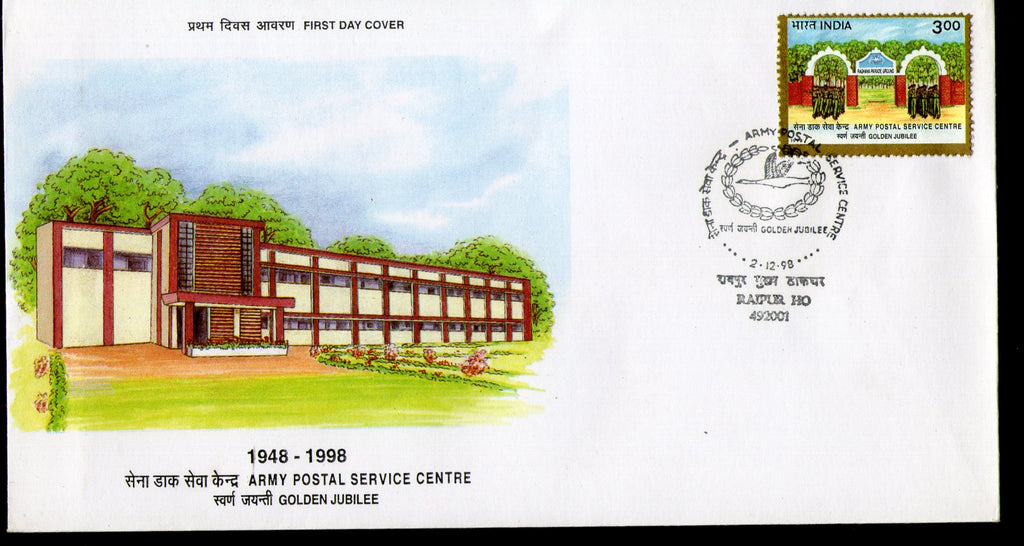 प्रथम दिवस आवरण FIRST DAY COVER
भारत INDIA 3.00
सेना डाक सेवा केन्द्र ARMY POSTAL SERVICE CENTRE
स्वर्ण जयन्ती GOLDEN JUBILEE
सेना डाक सेवा केन्द्र - ARMY POSTAL SERVICE CENTRE
स्वर्ण जयन्ती GOLDEN JUBILEE
2-12-98
रायपुर मुख्य डाकघर
RAIPUR HO
492001
1948 - 1998
सेना डाक सेवा केन्द्र ARMY POSTAL SERVICE CENTRE
स्वर्ण जयन्ती GOLDEN JUBILEE